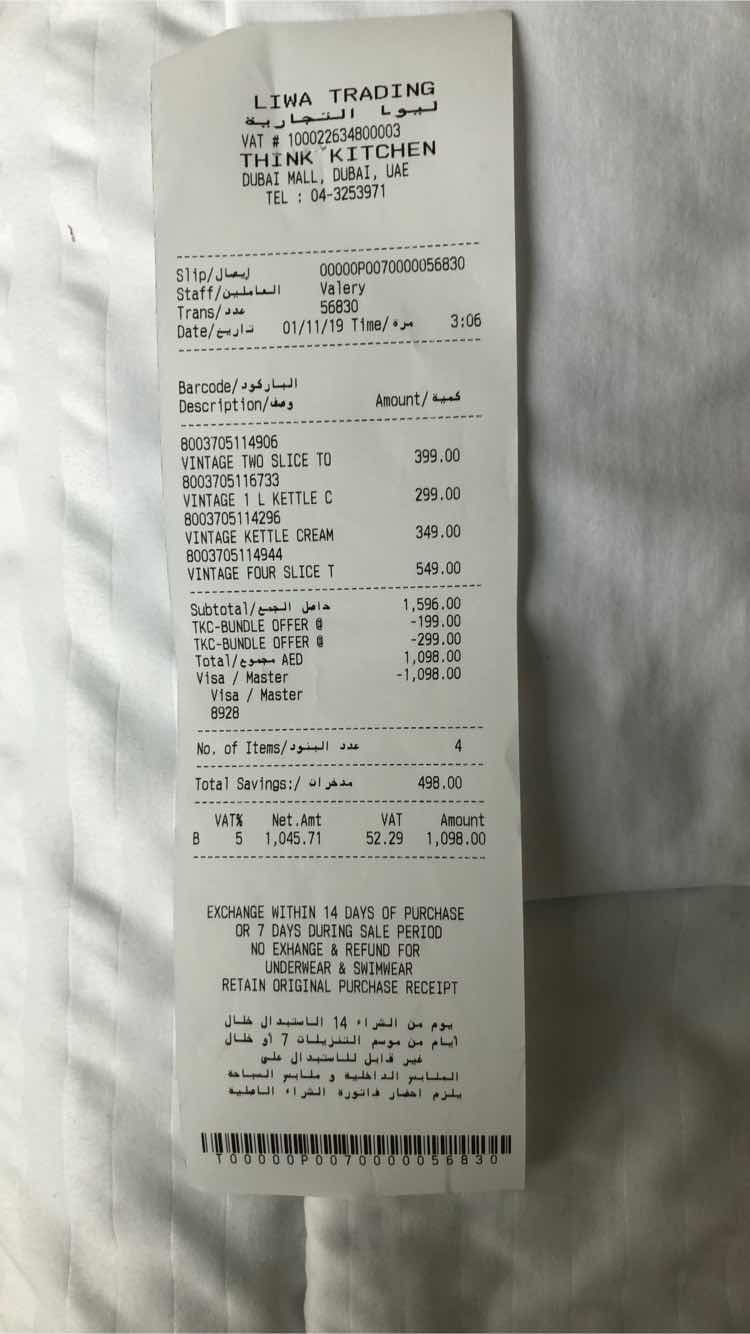 LIWA TRADING
ليوا التجارية
VAT # 100022634800003
THINK KITCHEN
DUBAI MALL, DUBAI, UAE
TEL : 04-3253971
Slip/إيصال 00000P0070000056830
Staff/العاملين Valery
Trans/عدد 56830
Date/تاريخ 01/11/19 Time/مرة 3:06
Barcode/الباركود
Description/وصف Amount/كمية
8003705114906
VINTAGE TWO SLICE TO 399.00
8003705116733
VINTAGE 1 L KETTLE C 299.00
8003705114296
VINTAGE KETTLE CREAM 349.00
8003705114944
VINTAGE FOUR SLICE T 549.00
Subtotal/حاصل الجمع 1,596.00
TKC-BUNDLE OFFER @ -199.00
TKC-BUNDLE OFFER @ -299.00
Total/مجموع AED 1,098.00
Visa / Master -1,098.00
Visa / Master
8928
No. of Items/عدد البنود 4
Total Savings:/ مدخرات 498.00
VAT% Net.Amt VAT Amount
B 5 1,045.71 52.29 1,098.00
EXCHANGE WITHIN 14 DAYS OF PURCHASE
OR 7 DAYS DURING SALE PERIOD
NO EXHANGE & REFUND FOR
UNDERWEAR & SWIMWEAR
RETAIN ORIGINAL PURCHASE RECEIPT
يوم من الشراء 14 الاستبدال خلال
أيام من موسم التنزيلات 7 أو خلال
غير قابل للاستبدال على
الملابس الداخلية و ملابس السباحة
يلزم احضار فاتورة الشراء الاصلية
T00000P0070000056830